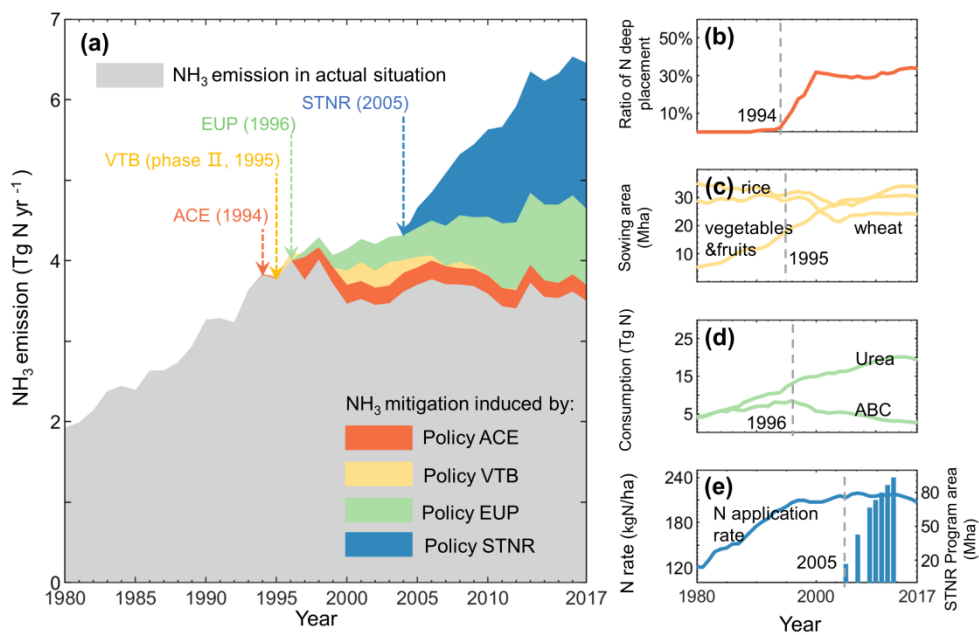 (a)
NH₃ emission in actual situation
STNR (2005)
EUP (1996)
VTB (phase Ⅱ, 1995)
ACE (1994)
NH₃ mitigation induced by:
Policy ACE
Policy VTB
Policy EUP
Policy STNR
NH₃ emission (Tg N yr⁻¹)
7
6
4
2
0
1980
1985
1990
1995
2000
2005
2010
2017
Year
(b)
Ratio of N deep
placement
50%
30%
10%
1994
(c)
Sowing area
(Mha)
30
20
10
rice
vegetables
&fruits
wheat
1995
(d)
Consumption (Tg N)
25
15
5
Urea
ABC
1996
(e)
N rate (kgN/ha)
240
180
120
N application
rate
2005
80
60
40
20
STNR Program area
(Mha)
1980
2000
2017
Year